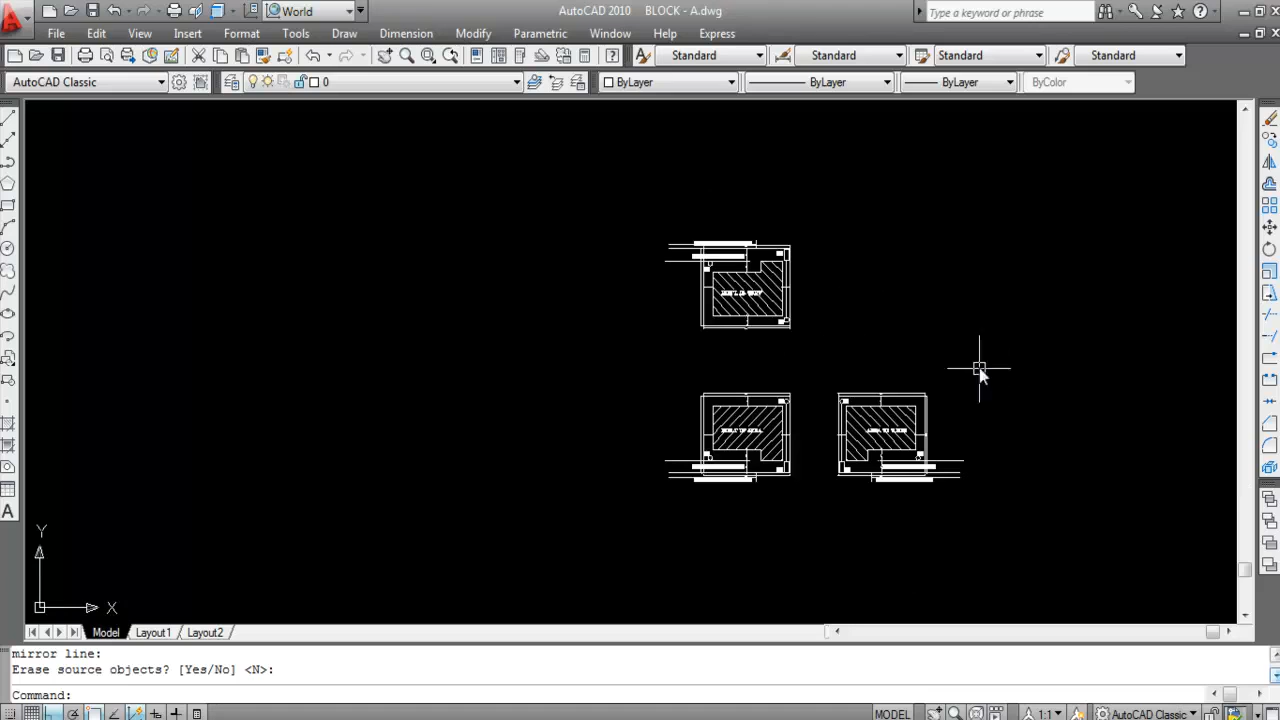 World
AutoCAD 2010 BLOCK - A.dwg
Type a keyword or phrase
File Edit View Insert Format Tools Draw Dimension Modify Parametric Window Help Express
Standard Standard Standard Standard
AutoCAD Classic 0 ByLayer ByLayer ByLayer ByColor
Y
X
Model Layout1 Layout2
mirror line:
Erase source objects? [Yes/No] <N>:
Command:
MODEL 1:1 AutoCAD Classic